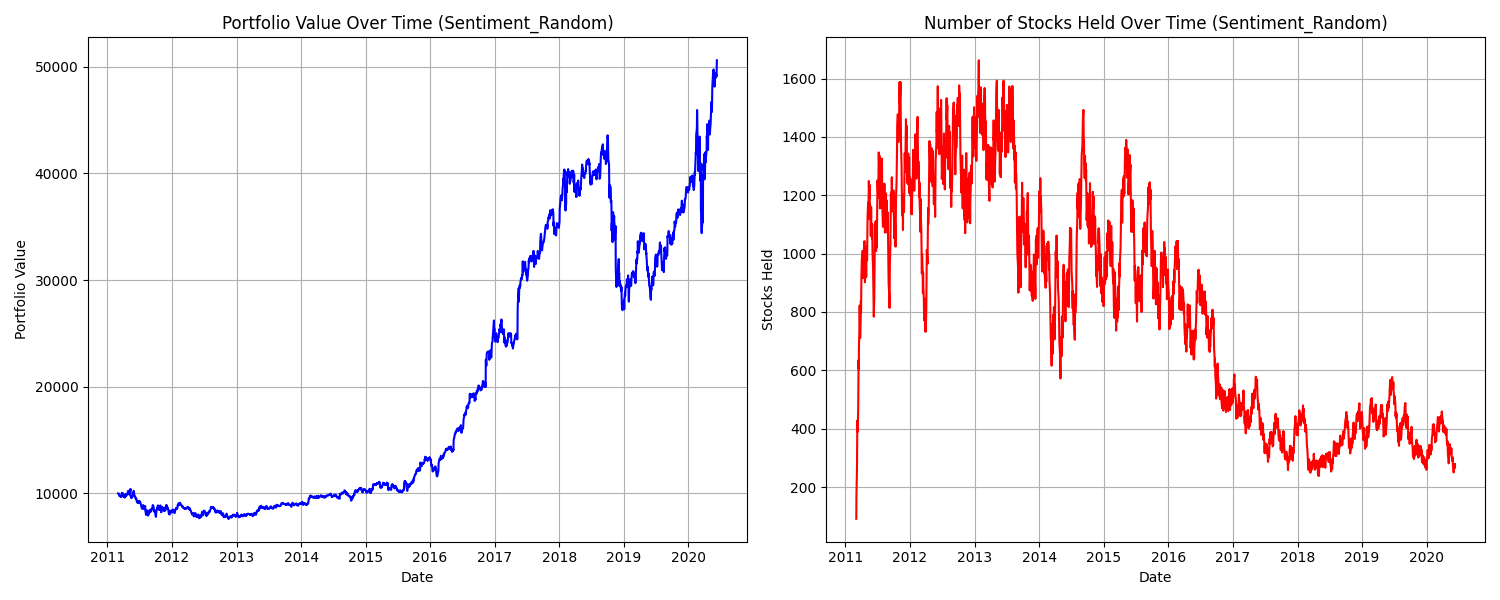 Portfolio Value Over Time (Sentiment_Random)
Portfolio Value
50000
40000
30000
20000
10000
2011 2012 2013 2014 2015 2016 2017 2018 2019 2020
Date
Number of Stocks Held Over Time (Sentiment_Random)
Stocks Held
1600
1400
1200
1000
800
600
400
200
2011 2012 2013 2014 2015 2016 2017 2018 2019 2020
Date